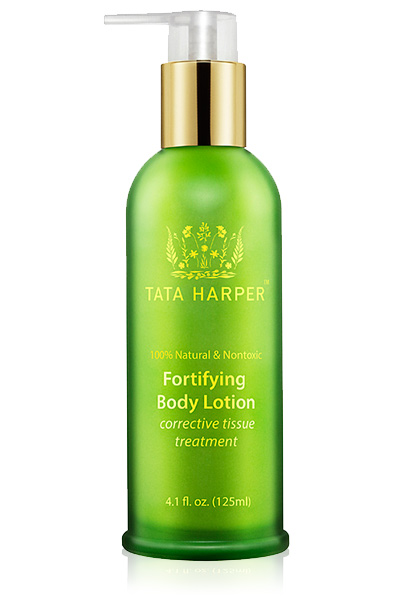 TATA HARPER™
100% Natural & Nontoxic
Fortifying
Body Lotion
corrective tissue
treatment
4.1 fl. oz. (125ml)